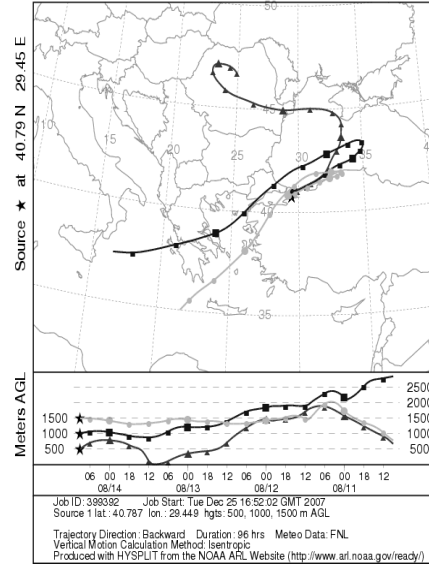 Source ★ at 40.79 N 29.45 E
50
45
10
15
20
25
30
35
40
40
35
Meters AGL
2500
2000
1500 1500
1000 1000
500 500
06 00 18 12 06 00 18 12 06 00 18 12 06 00 18 12
08/14 08/13 08/12 08/11
Job ID: 399392 Job Start: Tue Dec 25 16:52:02 GMT 2007
Source 1 lat.: 40.787 lon.: 29.449 hgts: 500, 1000, 1500 m AGL
Trajectory Direction: Backward Duration: 96 hrs Meteo Data: FNL
Vertical Motion Calculation Method: Isentropic
Produced with HYSPLIT from the NOAA ARL Website (http://www.arl.noaa.gov/ready/)